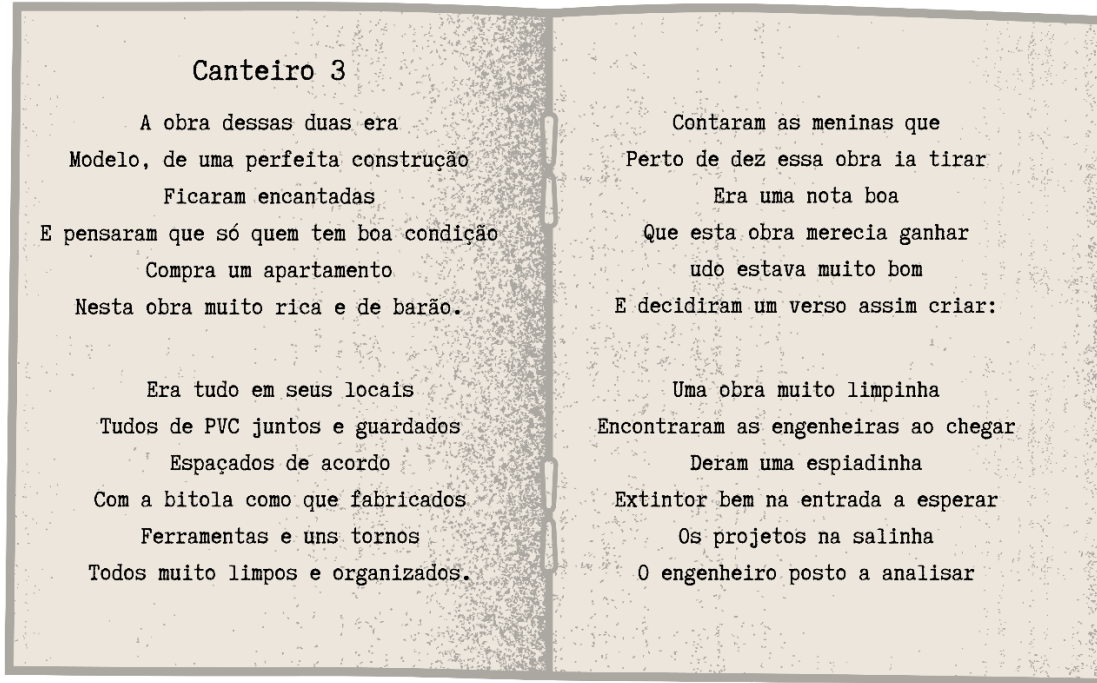 Canteiro 3
A obra dessas duas era
Modelo, de uma perfeita construção
Ficaram encantadas
E pensaram que só quem tem boa condição
Compra um apartamento
Nesta obra muito rica e de barão.
Era tudo em seus locais
Tudos de PVC juntos e guardados
Espaçados de acordo
Com a bitola como que fabricados
Ferramentas e uns tornos
Todos muito limpos e organizados.
Contaram as meninas que
Perto de dez essa obra ia tirar
Era uma nota boa
Que esta obra merecia ganhar
udo estava muito bom
E decidiram um verso assim criar:
Uma obra muito limpinha
Encontraram as engenheiras ao chegar
Deram uma espiadinha
Extintor bem na entrada a esperar
Os projetos na salinha
O engenheiro posto a analisar